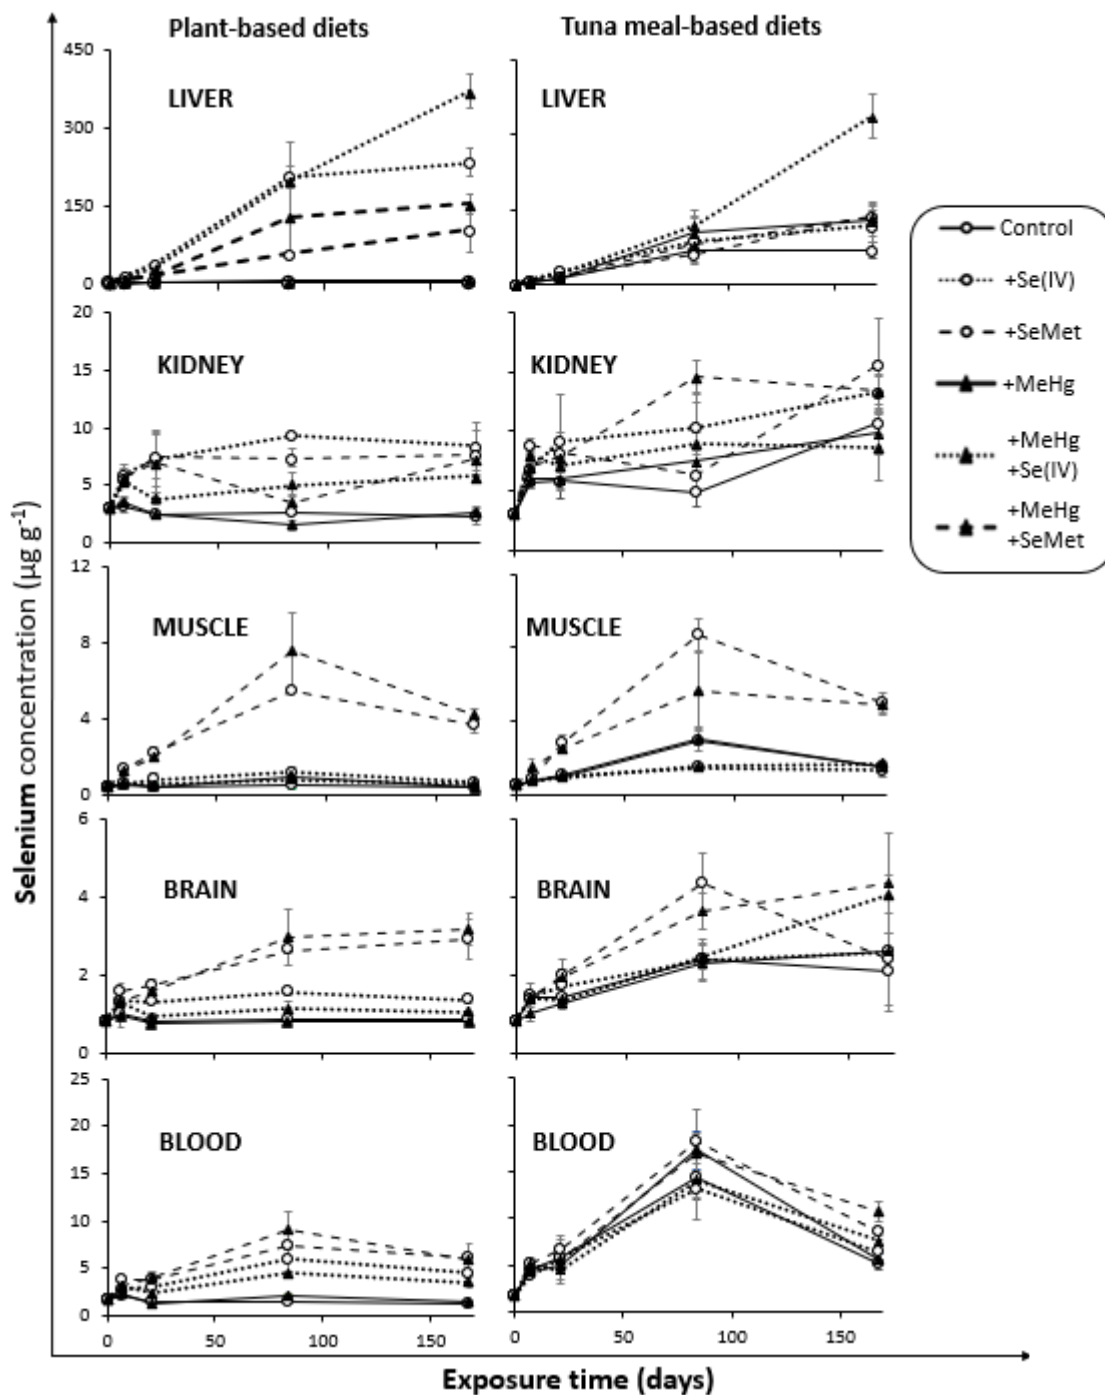 Plant-based diets
Tuna meal-based diets
Selenium concentration (µg g⁻¹)
450
300
150
0
LIVER
LIVER
20
15
10
5
0
KIDNEY
KIDNEY
12
8
4
0
MUSCLE
MUSCLE
6
4
2
0
BRAIN
BRAIN
25
20
15
10
5
0
BLOOD
BLOOD
0
50
100
150
0
50
100
150
Exposure time (days)
Control
+Se(IV)
+SeMet
+MeHg
+MeHg
+Se(IV)
+MeHg
+SeMet